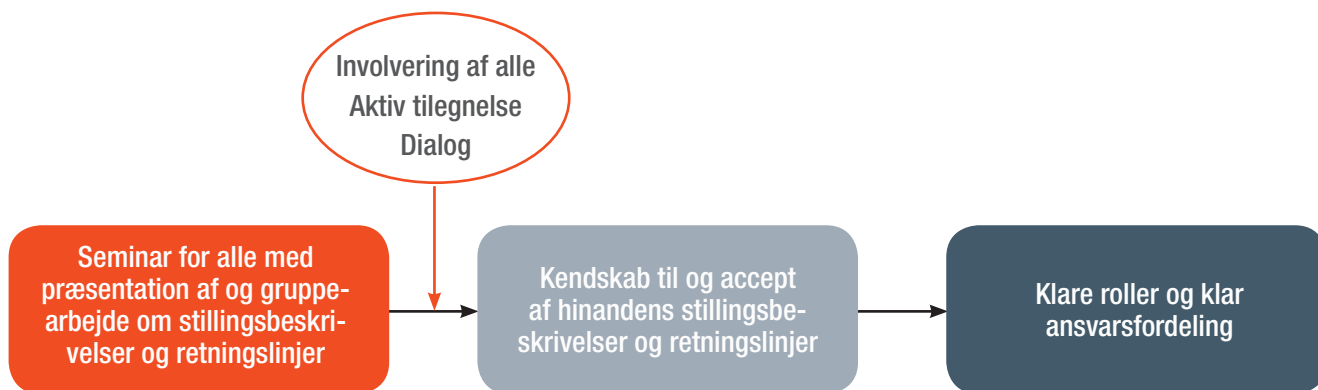 Involvering af alle
Aktiv tilegnelse
Dialog
Seminar for alle med
præsentation af og gruppe-
arbejde om stillingsbeskri-
velser og retningslinjer
Kendskab til og accept
af hinandens stillingsbe-
skrivelser og retningslinjer
Klare roller og klar
ansvarsfordeling